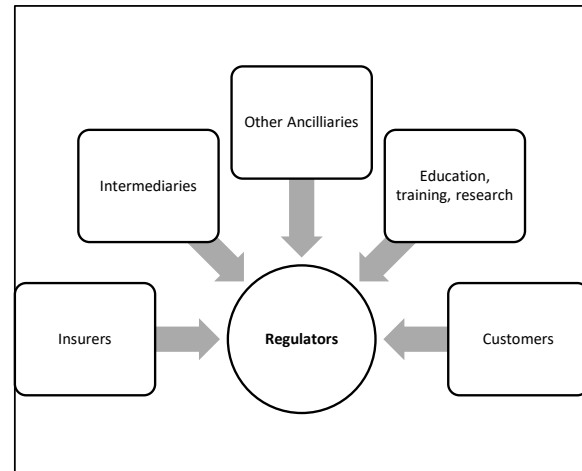 Other Ancilliaries
Intermediaries
Education,
training, research
Insurers
Regulators
Customers